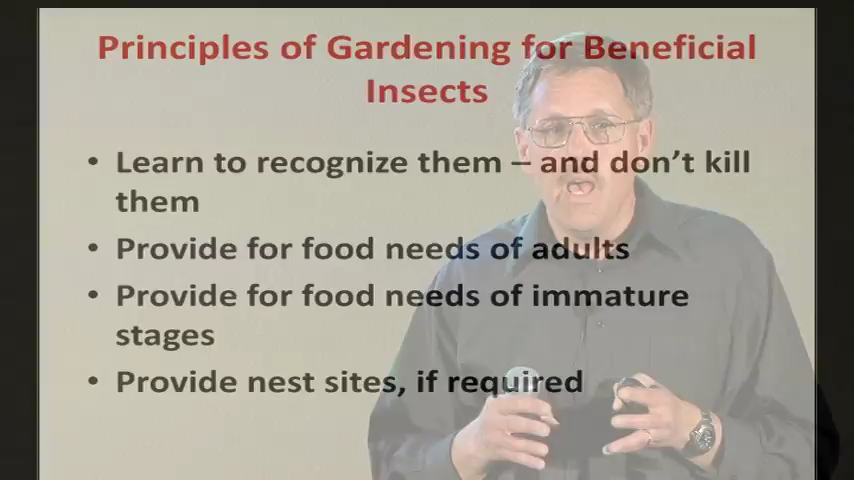 Principles of Gardening for Beneficial
Insects
• Learn to recognize them – and don't kill
them
• Provide for food needs of adults
• Provide for food needs of immature
stages
• Provide nest sites, if required